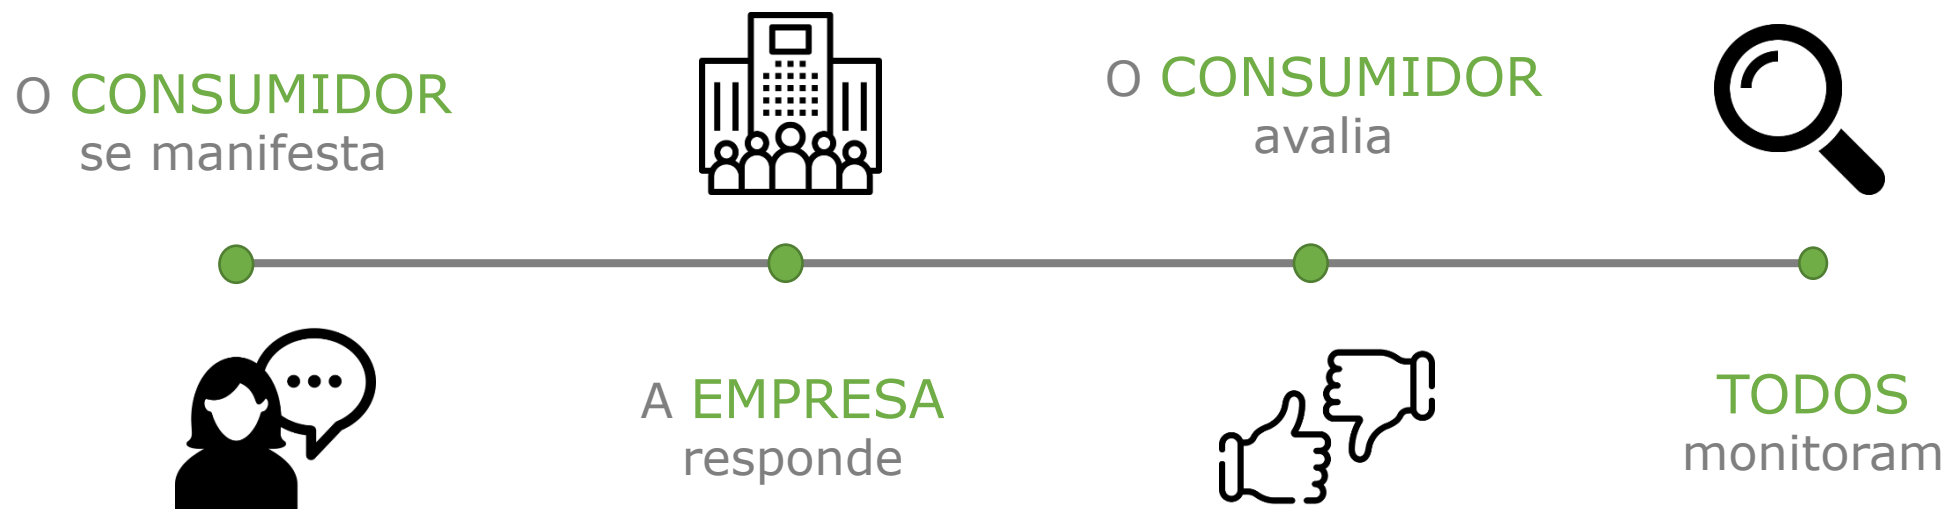 O CONSUMIDOR
se manifesta
A EMPRESA
responde
O CONSUMIDOR
avalia
TODOS
monitoram